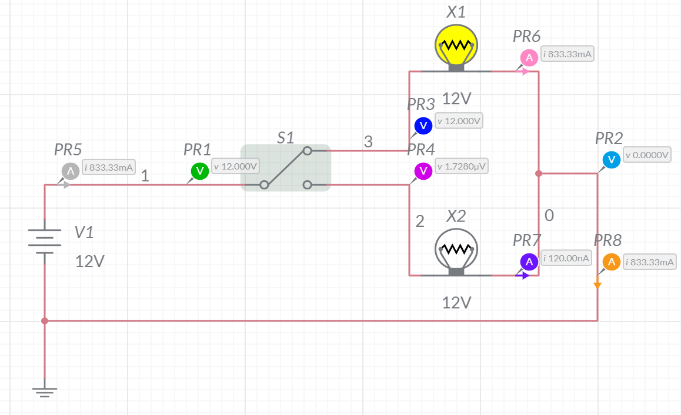 X1
PR6
A i 833.33mA
12V
PR3
V v 12.000V
S1
3
PR4
V v 1.7280μV
PR5
A i 833.33mA
1
PR1
V v 12.000V
PR2
V v 0.0000V
V1
12V
2
X2
0
PR7
A i 120.00nA
PR8
A i 833.33mA
12V